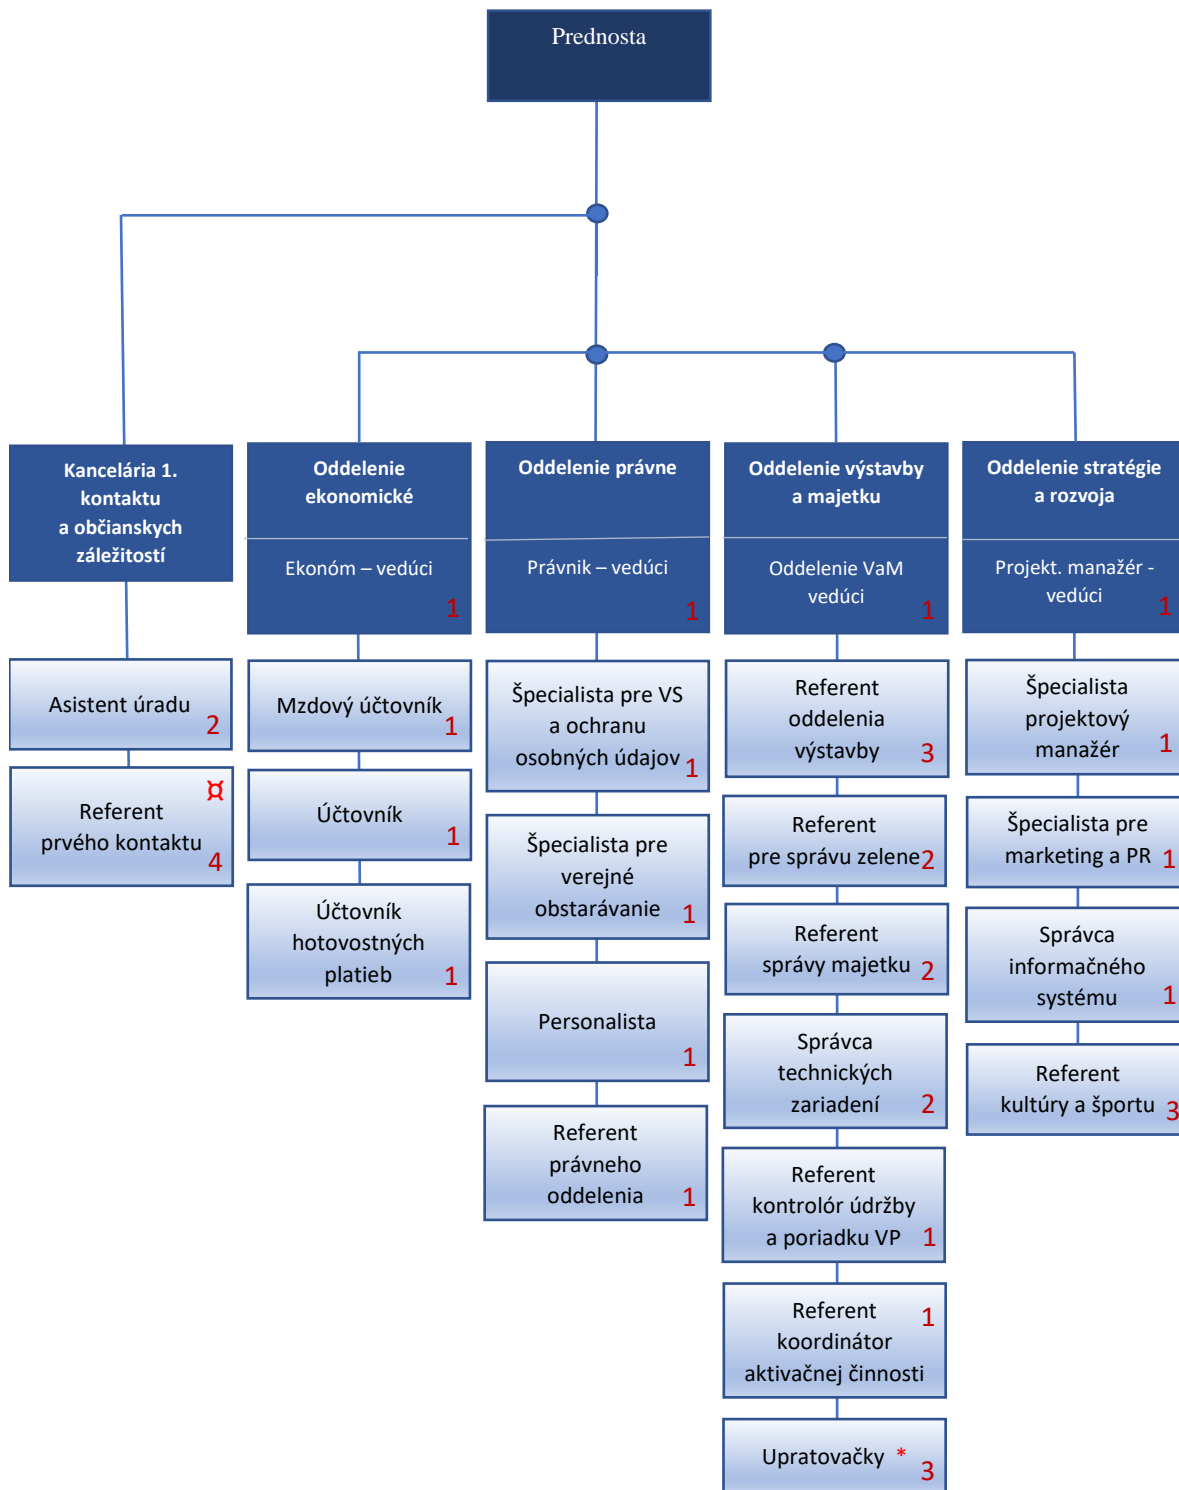 Prednosta
Kancelária 1.
kontaktu
a občianskych
záležitostí
Asistent úradu
2
¤
Referent
prvého kontaktu
4
Oddelenie
ekonomické
Ekonóm – vedúci
1
Mzdový účtovník
1
Účtovník
1
Účtovník
hotovostných
platieb
1
Oddelenie právne
Právnik – vedúci
1
Špecialista pre VS
a ochranu
osobných údajov
1
Špecialista pre
verejné
obstarávanie
1
Personalista
1
Referent
právneho
oddelenia
1
Oddelenie výstavby
a majetku
Oddelenie VaM
vedúci
1
Referent
oddelenia
výstavby
3
Referent
pre správu zelene
2
Referent
správy majetku
2
Správca
technických
zariadení
2
Referent
kontrolór údržby
a poriadku VP
1
Referent
1
koordinátor
aktivačnej činnosti
Upratovačky *
3
Oddelenie stratégie
a rozvoja
Projekt. manažér -
vedúci
1
Špecialista
projektový
manažér
1
Špecialista pre
marketing a PR
1
Správca
informačného
systému
1
Referent
kultúry a športu
3